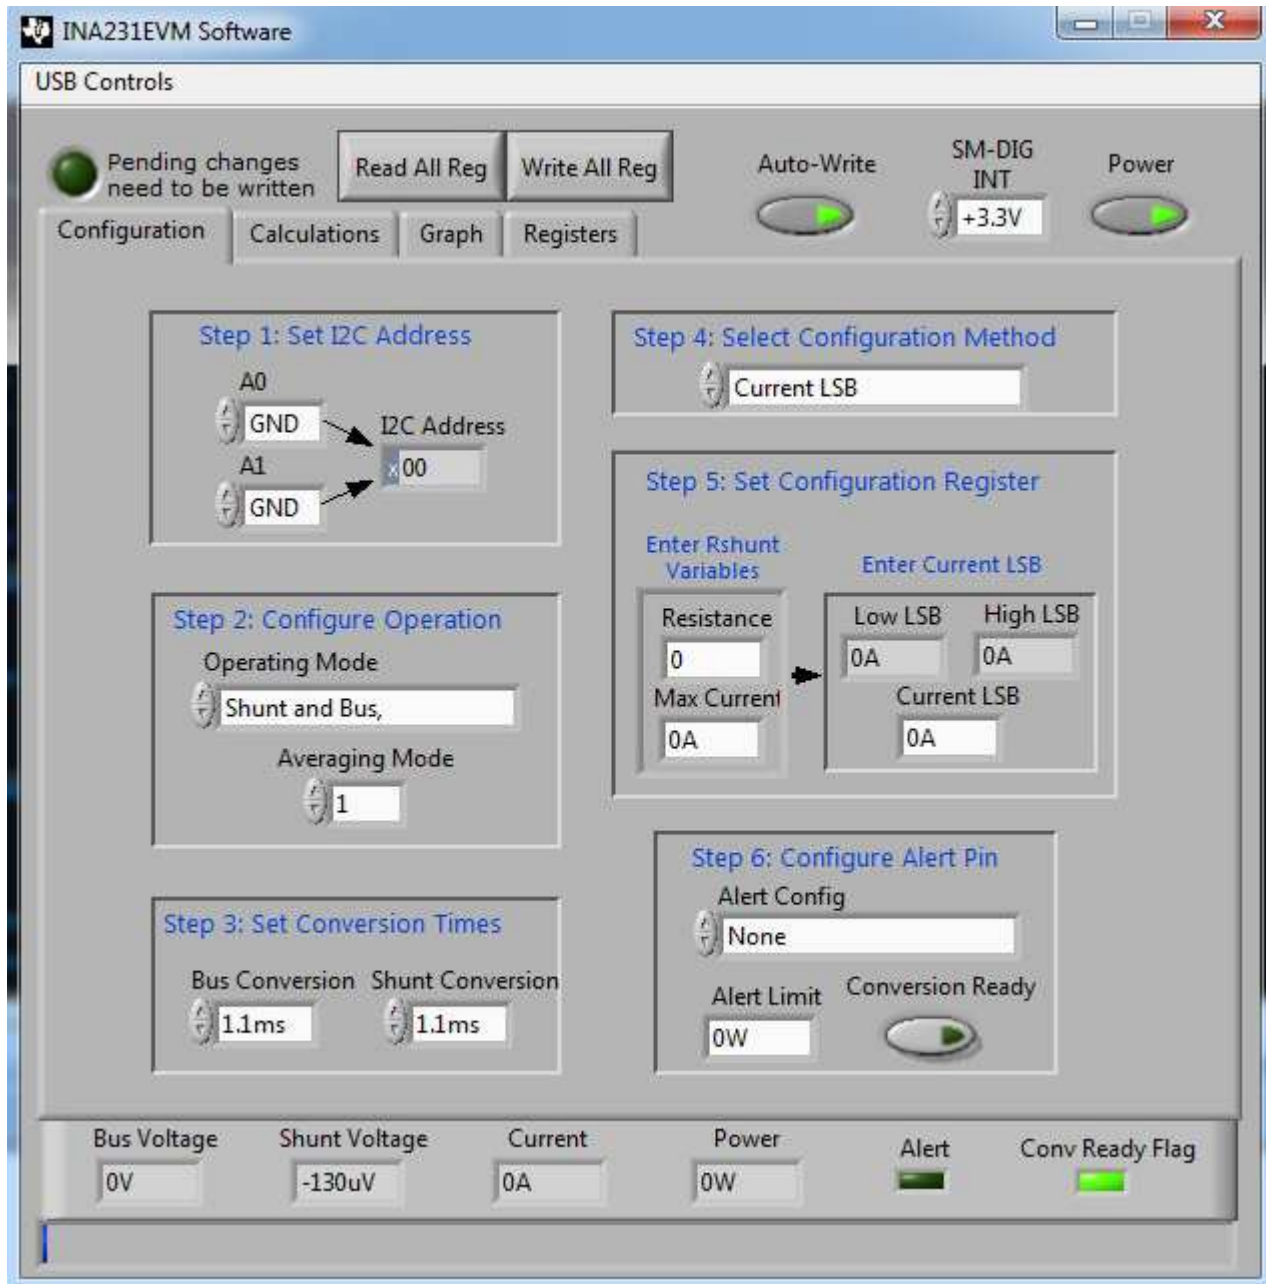 INA231EVM Software
USB Controls
Pending changes
need to be written
Read All Reg
Write All Reg
Auto-Write
SM-DIG
INT
+3.3V
Power
Configuration
Calculations
Graph
Registers
Step 1: Set I2C Address
A0
GND
I2C Address
x00
A1
GND
Step 2: Configure Operation
Operating Mode
Shunt and Bus,
Averaging Mode
1
Step 3: Set Conversion Times
Bus Conversion
Shunt Conversion
1.1ms
1.1ms
Step 4: Select Configuration Method
Current LSB
Step 5: Set Configuration Register
Enter Rshunt
Variables
Resistance
0
Max Current
0A
Enter Current LSB
Low LSB
High LSB
0A
0A
Current LSB
0A
Step 6: Configure Alert Pin
Alert Config
None
Alert Limit
0W
Conversion Ready
Bus Voltage
Shunt Voltage
Current
Power
Alert
Conv Ready Flag
0V
-130uV
0A
0W